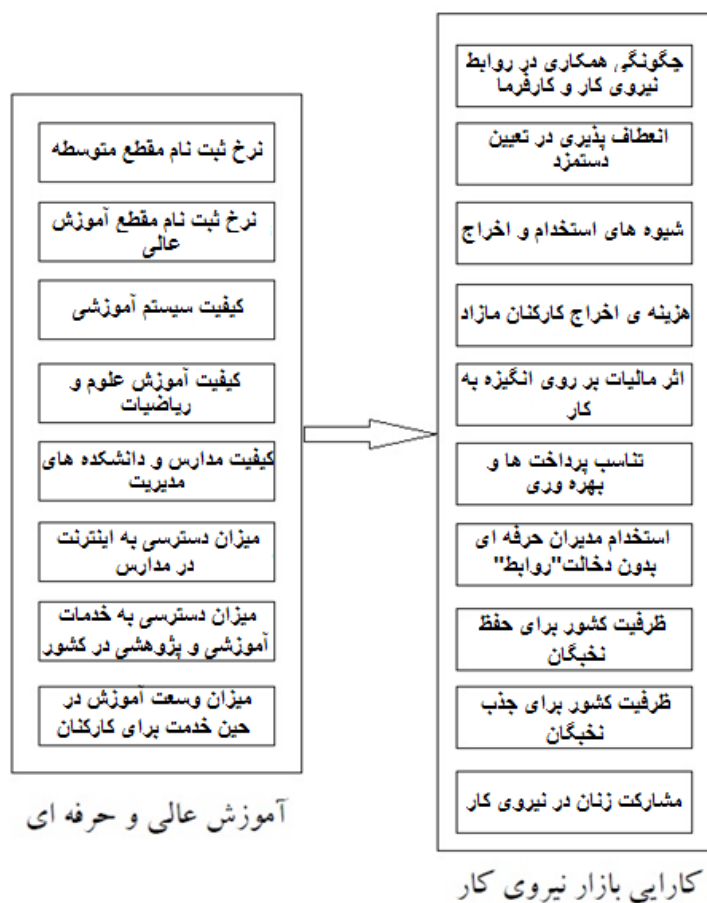 چگونگی همکاری در روابط
نیروی کار و کارفرما
انعطاف پذیری در تعیین
دستمزد
شیوه های استخدام و اخراج
هزینه ی اخراج کارکنان مازاد
اثر مالیات بر روی انگیزه به
کار
تناسب پرداخت ها و
بهره وری
استخدام مدیران حرفه ای
بدون دخالت"روابط"
ظرفیت کشور برای حفظ
نخبگان
ظرفیت کشور برای جذب
نخبگان
مشارکت زنان در نیروی کار
کارایی بازار نیروی کار
نرخ ثبت نام مقطع متوسطه
نرخ ثبت نام مقطع آموزش
عالی
کیفیت سیستم آموزشی
کیفیت آموزش علوم و
ریاضیات
کیفیت مدارس و دانشکده های
مدیریت
میزان دسترسی به اینترنت
در مدارس
میزان دسترسی به خدمات
آموزشی و پژوهشی در کشور
میزان وسعت آموزش در
حین خدمت برای کارکنان
آموزش عالی و حرفه ای